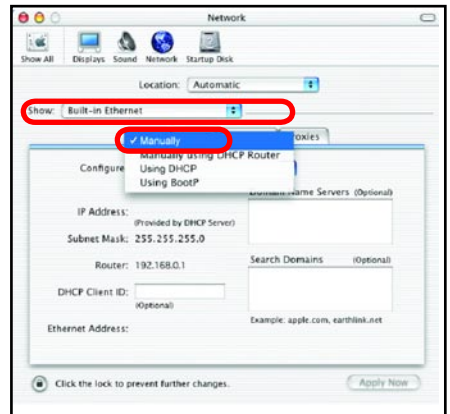 Network
Show All Displays Sound Network Startup Disk
Location: Automatic
Show: Built-in Ethernet
✓ Manually
Manually using DHCP Router
Using DHCP
Using BootP
Proxies
Configure
Domain Name Servers (Optional)
IP Address:
(Provided by DHCP Server)
Subnet Mask: 255.255.255.0
Router: 192.168.0.1
Search Domains (Optional)
DHCP Client ID:
(Optional)
Example: apple.com, earthlink.net
Ethernet Address:
Click the lock to prevent further changes.
Apply Now